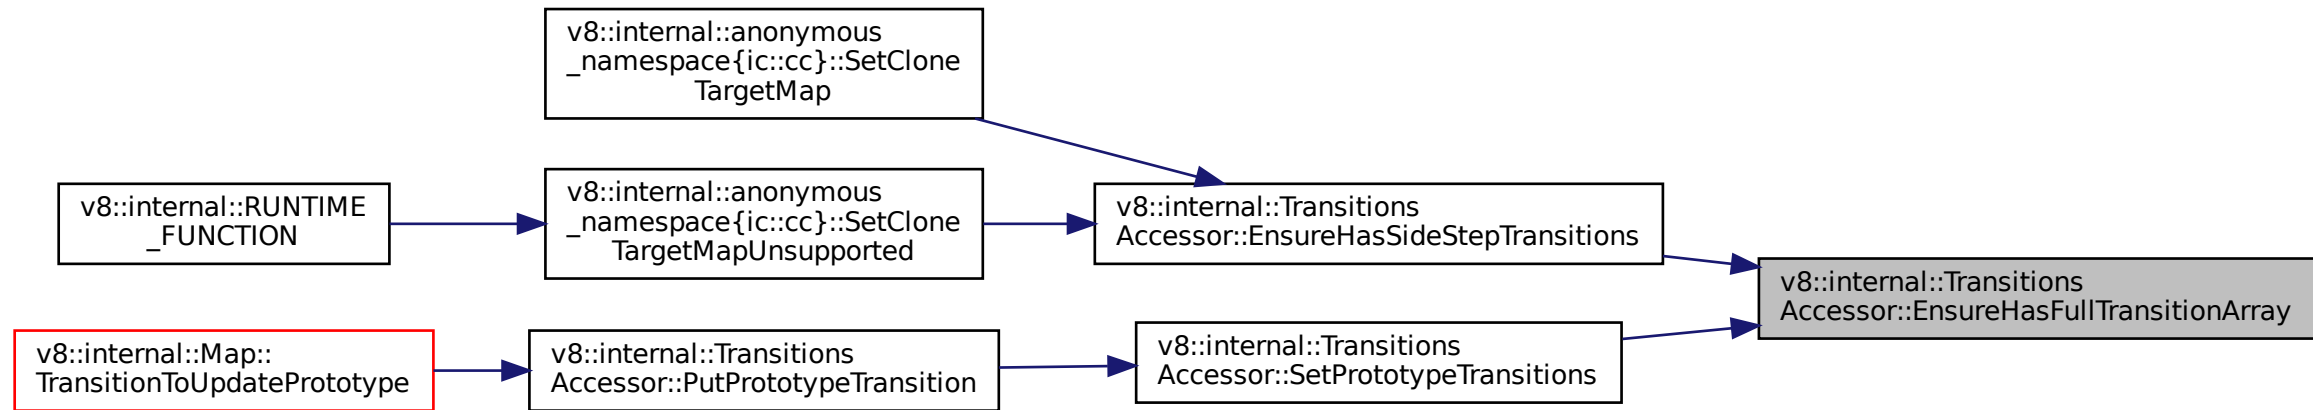 v8::internal::anonymous
_namespace{ic::cc}::SetClone
TargetMap
v8::internal::RUNTIME
_FUNCTION
v8::internal::anonymous
_namespace{ic::cc}::SetClone
TargetMapUnsupported
v8::internal::Transitions
Accessor::EnsureHasSideStepTransitions
v8::internal::Transitions
Accessor::EnsureHasFullTransitionArray
v8::internal::Map::
TransitionToUpdatePrototype
v8::internal::Transitions
Accessor::PutPrototypeTransition
v8::internal::Transitions
Accessor::SetPrototypeTransitions